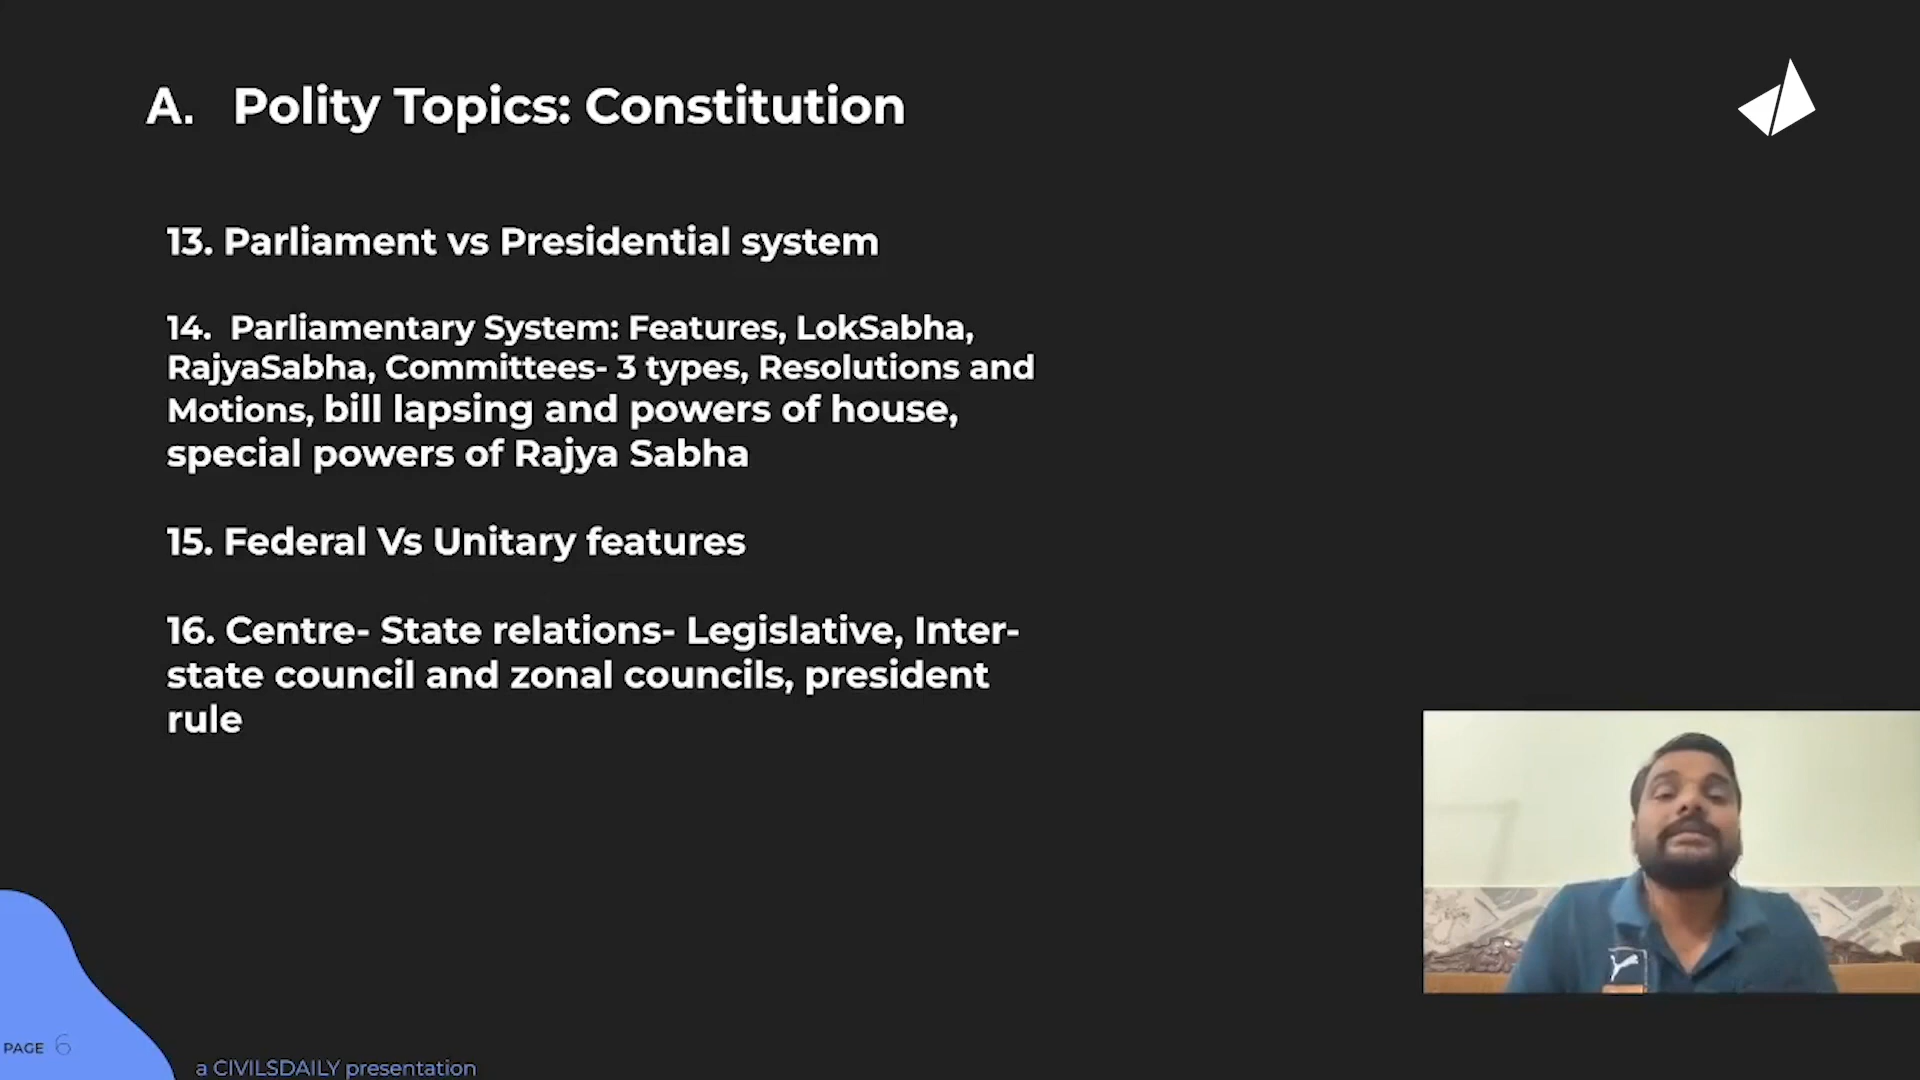 A. Polity Topics: Constitution
13. Parliament vs Presidential system
14. Parliamentary System: Features, LokSabha,
RajyaSabha, Committees- 3 types, Resolutions and
Motions, bill lapsing and powers of house,
special powers of Rajya Sabha
15. Federal Vs Unitary features
16. Centre- State relations- Legislative, Inter-
state council and zonal councils, president
rule
PAGE 6
a CIVILSDAILY presentation